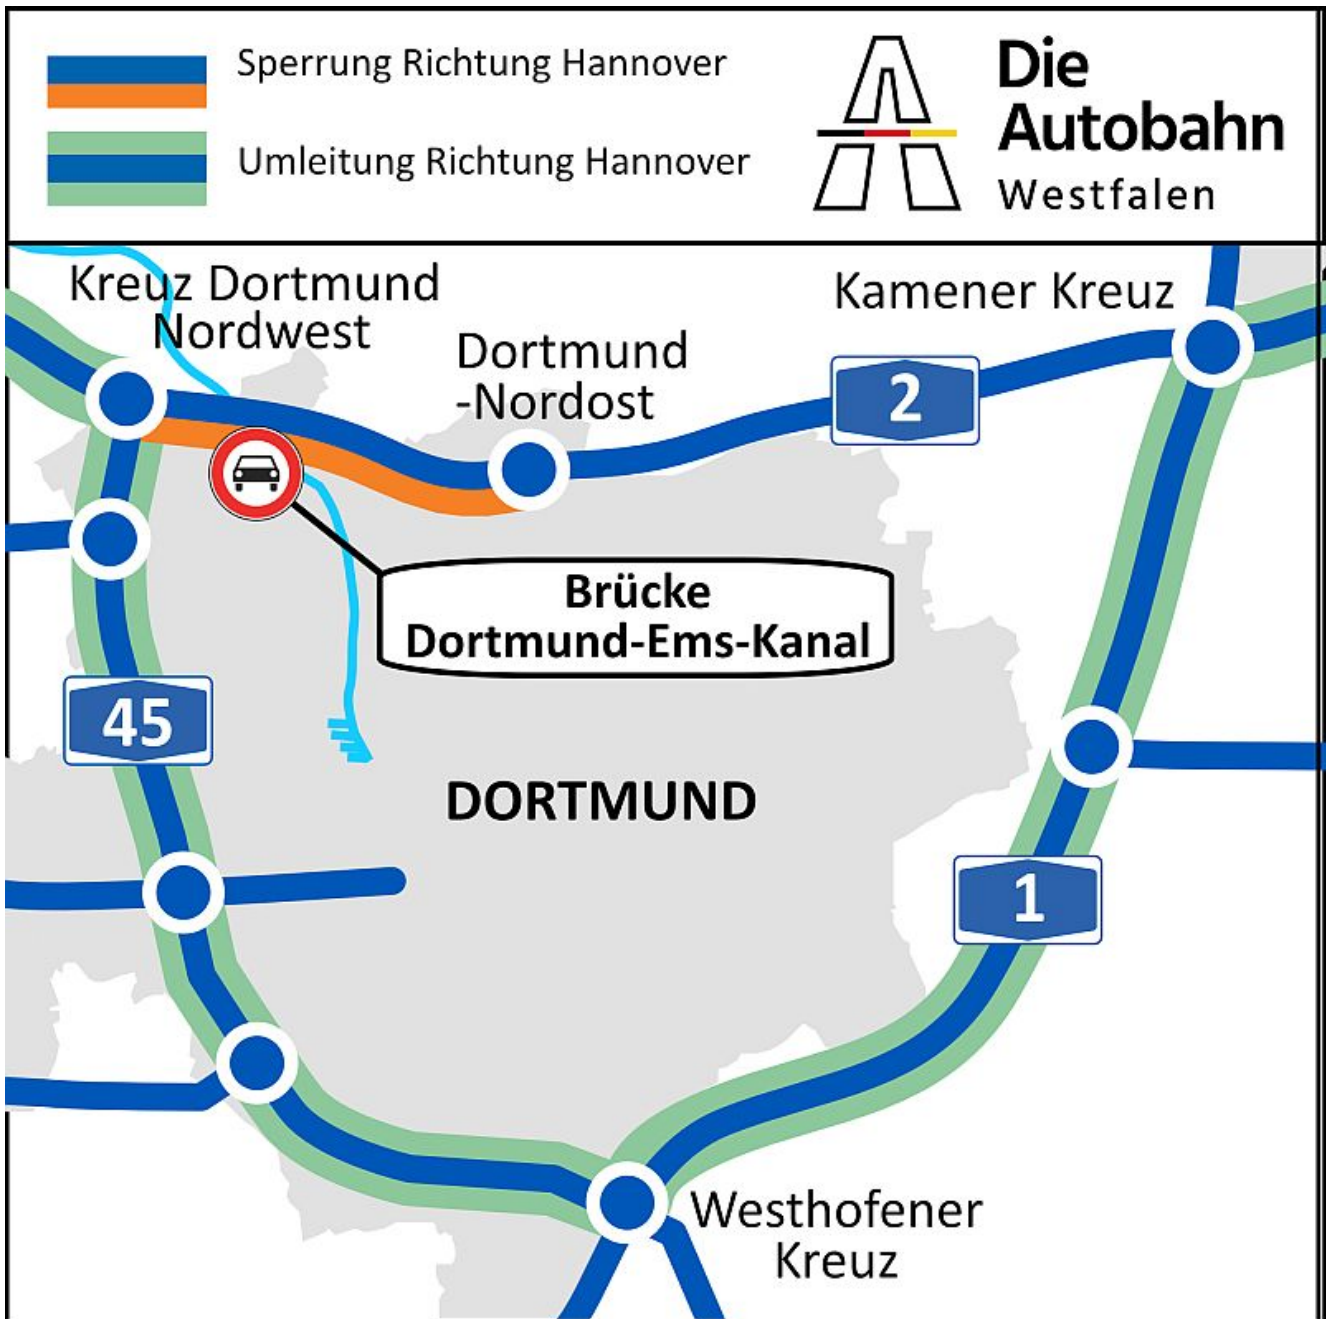 Sperrung Richtung Hannover
Umleitung Richtung Hannover
Die
Autobahn
Westfalen
Kreuz Dortmund
Nordwest
Dortmund
-Nordost
Kamener Kreuz
2
Brücke
Dortmund-Ems-Kanal
45
DORTMUND
1
Westhofener
Kreuz